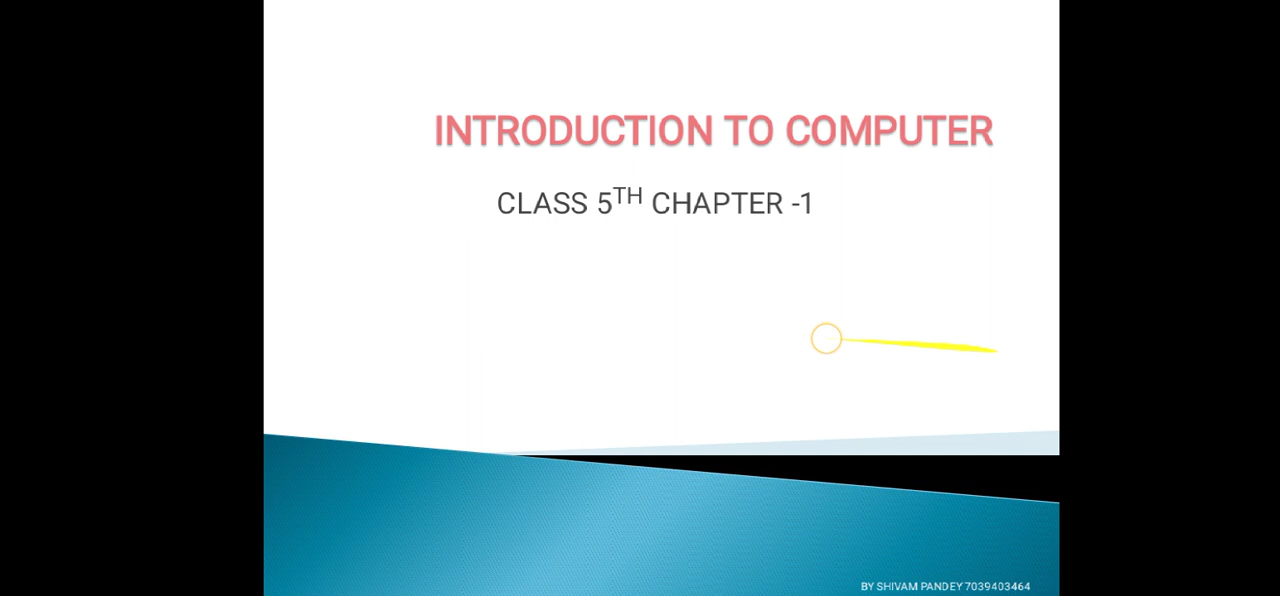 INTRODUCTION TO COMPUTER
CLASS 5TH CHAPTER -1
BY SHIVAM PANDEY 7039403464